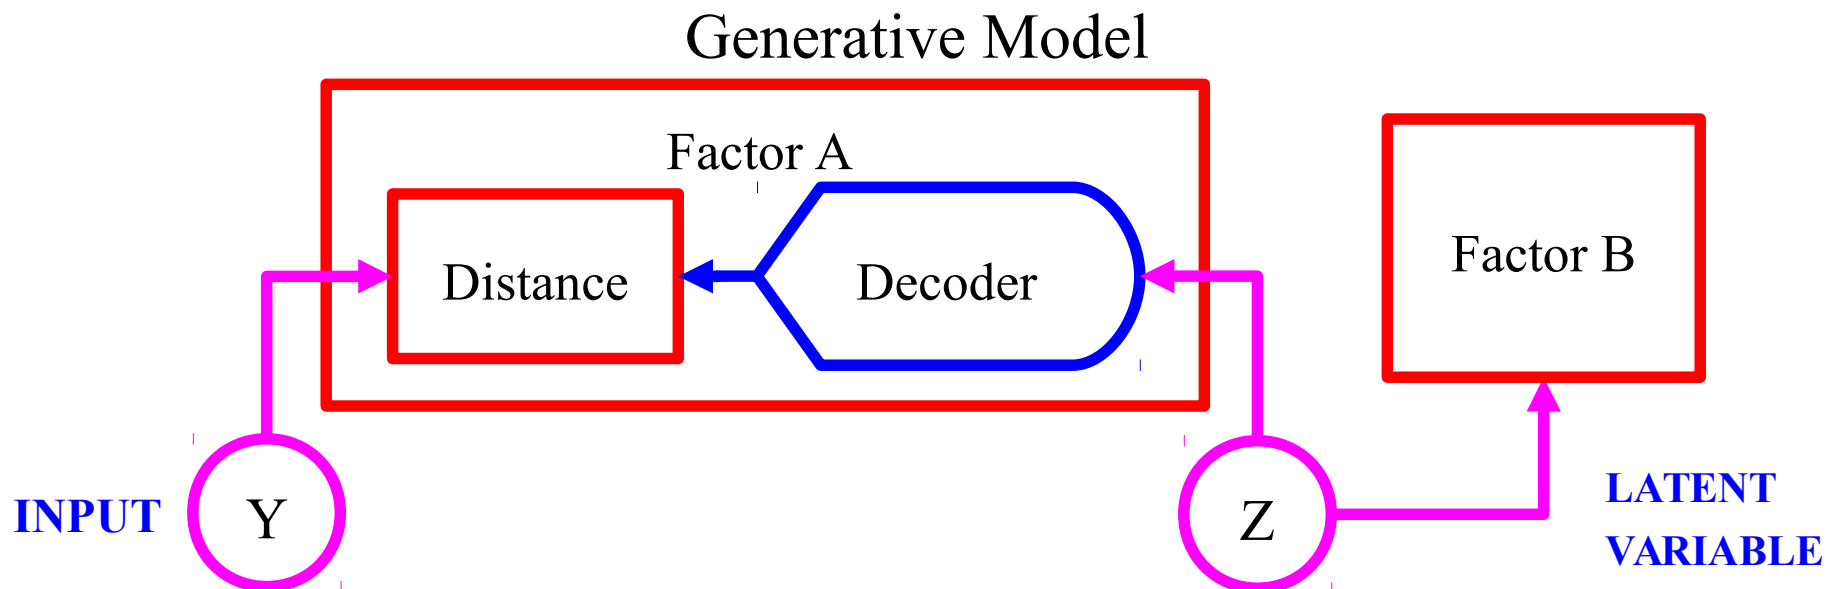 Generative Model
Factor A
Distance
Decoder
Factor B
INPUT
Y
Z
LATENT
VARIABLE